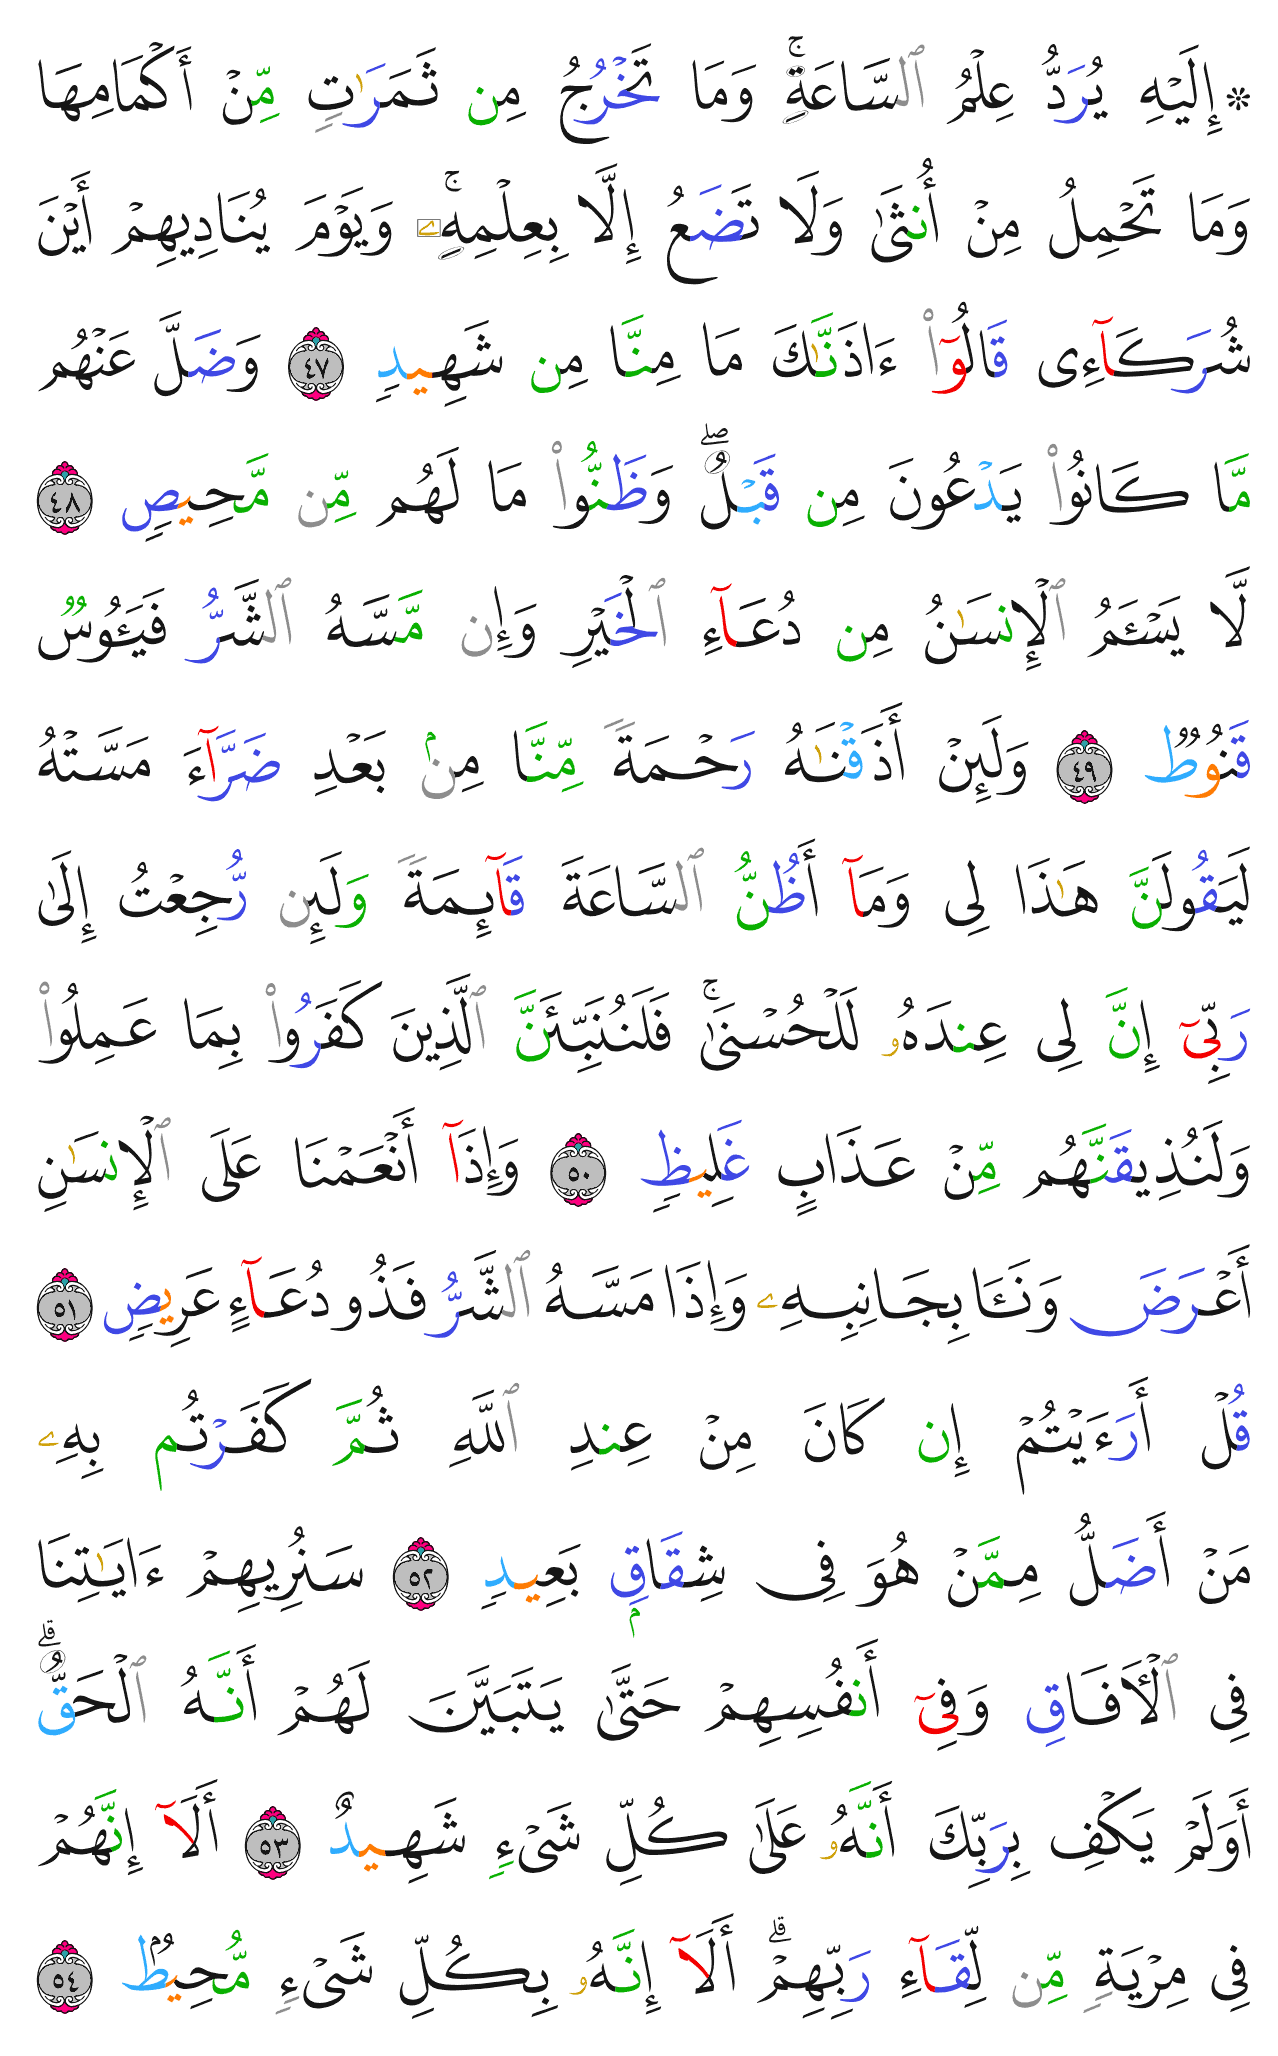 ۞ إِلَيْهِ يُرَدُّ عِلْمُ ٱلسَّاعَةِۚ وَمَا تَخْرُجُ مِن ثَمَرَٰتٍ مِّنْ أَكْمَامِهَا
وَمَا تَحْمِلُ مِنْ أُنثَىٰ وَلَا تَضَعُ إِلَّا بِعِلْمِهِۦۚ وَيَوْمَ يُنَادِيهِمْ أَيْنَ
شُرَكَآءِى قَالُوٓا۟ ءَاذَنَّٰكَ مَا مِنَّا مِن شَهِيدٍ ٤٧ وَضَلَّ عَنْهُم
مَّا كَانُوا۟ يَدْعُونَ مِن قَبْلُۖ وَظَنُّوا۟ مَا لَهُم مِّن مَّحِيصٍ ٤٨
لَّا يَسْـَٔمُ ٱلْإِنسَٰنُ مِن دُعَآءِ ٱلْخَيْرِ وَإِن مَّسَّهُ ٱلشَّرُّ فَيَـُٔوسٌ
قَنُوطٌ ٤٩ وَلَئِنْ أَذَقْنَٰهُ رَحْمَةً مِّنَّا مِنۢ بَعْدِ ضَرَّآءَ مَسَّتْهُ
لَيَقُولَنَّ هَٰذَا لِى وَمَآ أَظُنُّ ٱلسَّاعَةَ قَآئِمَةً وَلَئِن رُّجِعْتُ إِلَىٰ
رَبِّىٓ إِنَّ لِى عِندَهُۥ لَلْحُسْنَىٰۚ فَلَنُنَبِّئَنَّ ٱلَّذِينَ كَفَرُوا۟ بِمَا عَمِلُوا۟
وَلَنُذِيقَنَّهُم مِّنْ عَذَابٍ غَلِيظٍ ٥٠ وَإِذَآ أَنْعَمْنَا عَلَى ٱلْإِنسَٰنِ
أَعْرَضَ وَنَـَٔا بِجَانِبِهِۦ وَإِذَا مَسَّهُ ٱلشَّرُّ فَذُو دُعَآءٍ عَرِيضٍ ٥١
قُلْ أَرَءَيْتُمْ إِن كَانَ مِنْ عِندِ ٱللَّهِ ثُمَّ كَفَرْتُم بِهِۦ
مَنْ أَضَلُّ مِمَّنْ هُوَ فِى شِقَاقٍۭ بَعِيدٍ ٥٢ سَنُرِيهِمْ ءَايَٰتِنَا
فِى ٱلْـَٔافَاقِ وَفِىٓ أَنفُسِهِمْ حَتَّىٰ يَتَبَيَّنَ لَهُمْ أَنَّهُ ٱلْحَقُّۗ
أَوَلَمْ يَكْفِ بِرَبِّكَ أَنَّهُۥ عَلَىٰ كُلِّ شَىْءٍ شَهِيدٌ ٥٣ أَلَآ إِنَّهُمْ
فِى مِرْيَةٍ مِّن لِّقَآءِ رَبِّهِمْۗ أَلَآ إِنَّهُۥ بِكُلِّ شَىْءٍ مُّحِيطٌۢ ٥٤